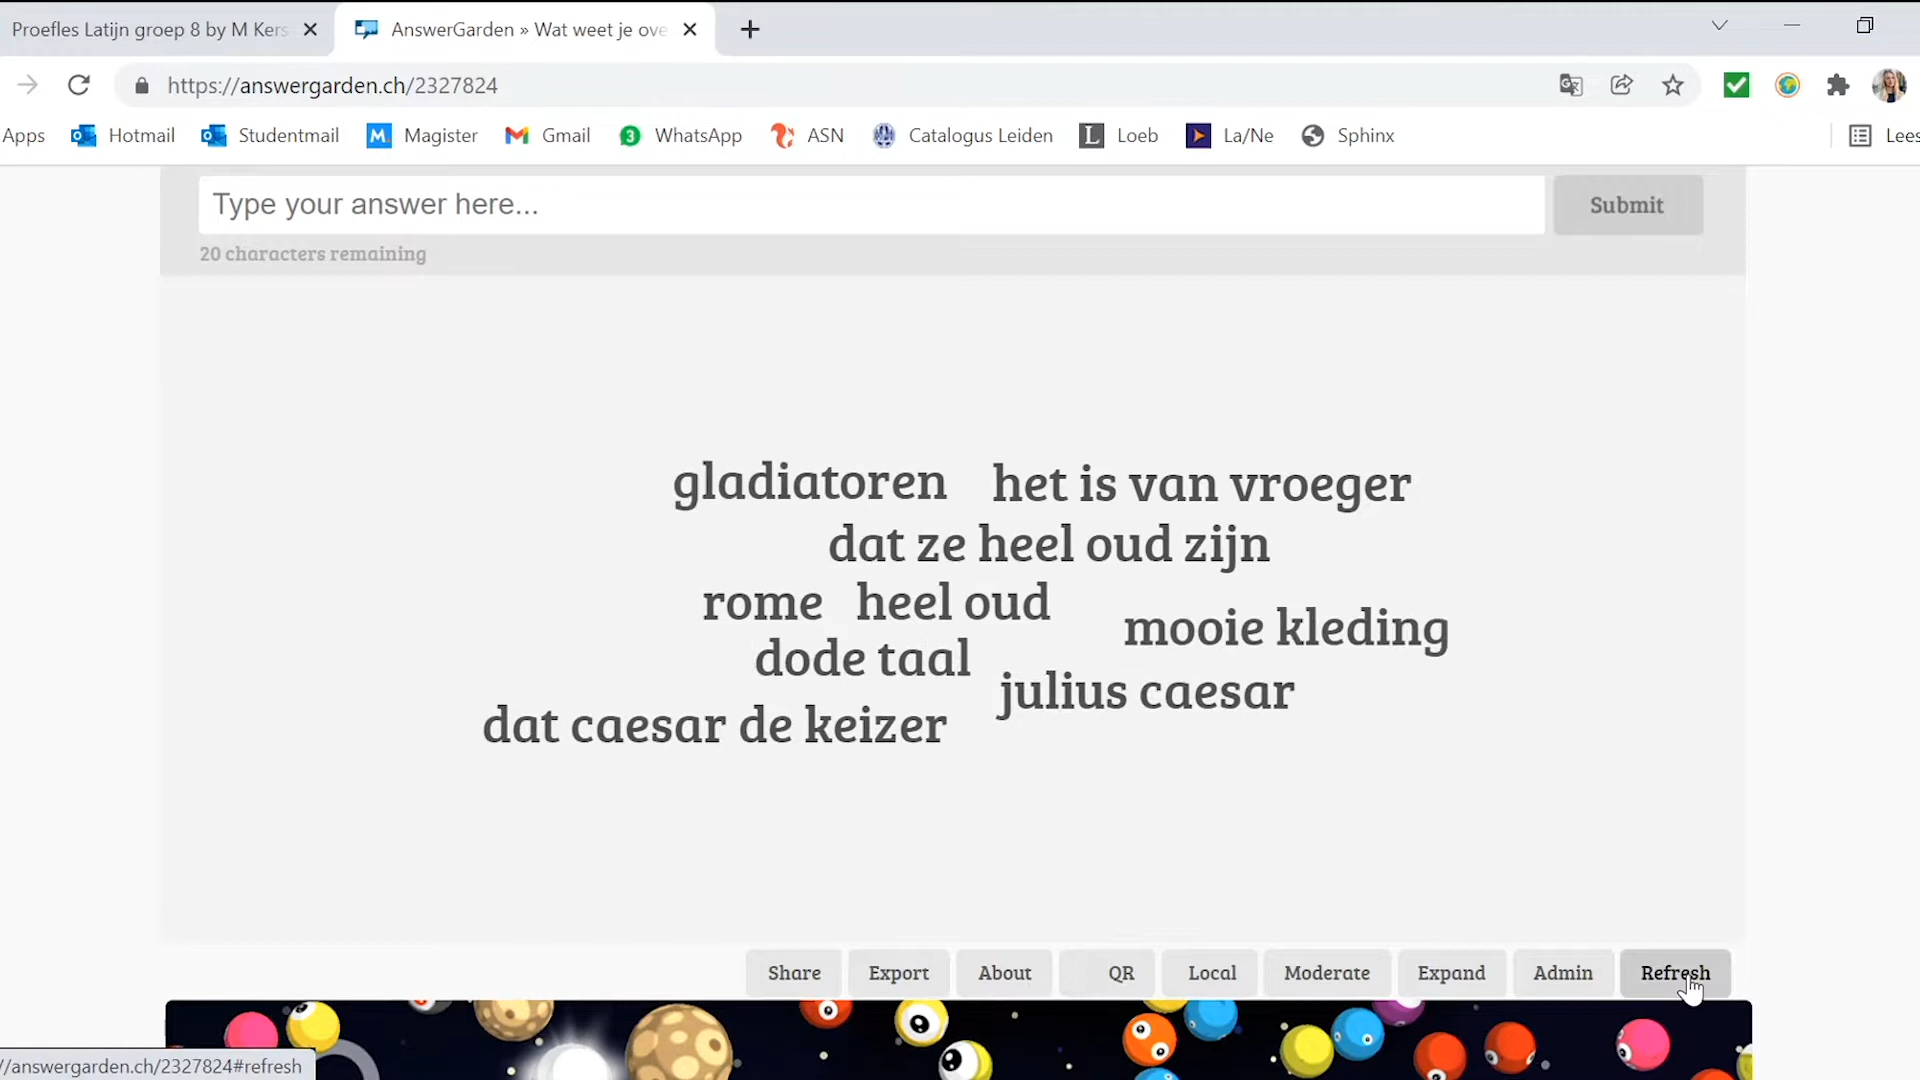 Proefles Latijn groep 8 by M Kers
AnswerGarden » Wat weet je ove
https://answergarden.ch/2327824
Apps Hotmail Studentmail M. Magister Gmail 3 WhatsApp ASN Catalogus Leiden L Loeb La/Ne Sphinx Lees
Type your answer here... Submit
20 characters remaining
gladiatoren het is van vroeger
dat ze heel oud zijn
rome heel oud
mooie kleding
dode taal
julius caesar
dat caesar de keizer
Share Export About QR Local Moderate Expand Admin Refresh
//answergarden.ch/2327824#refresh